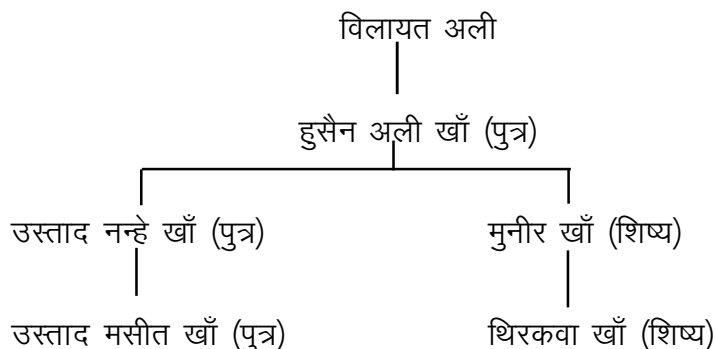 विलायत अली
हुसैन अली खाँ (पुत्र)
उस्ताद नन्हे खाँ (पुत्र) मुनीर खाँ (शिष्य)
उस्ताद मसीत खाँ (पुत्र) थिरकवा खाँ (शिष्य)